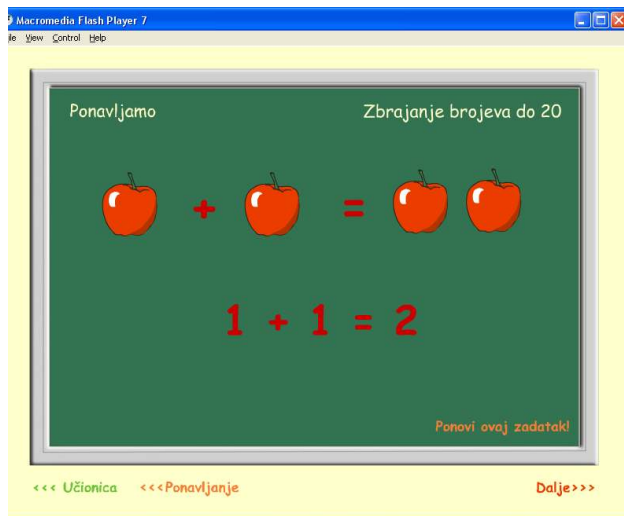 Macromedia Flash Player 7
View Control Help
Ponavljamo
Zbrajanje brojeva do 20
+ =
1 + 1 = 2
Ponovi ovaj zadatak!
<<< Učionica <<<Ponavljanje Dalje>>>